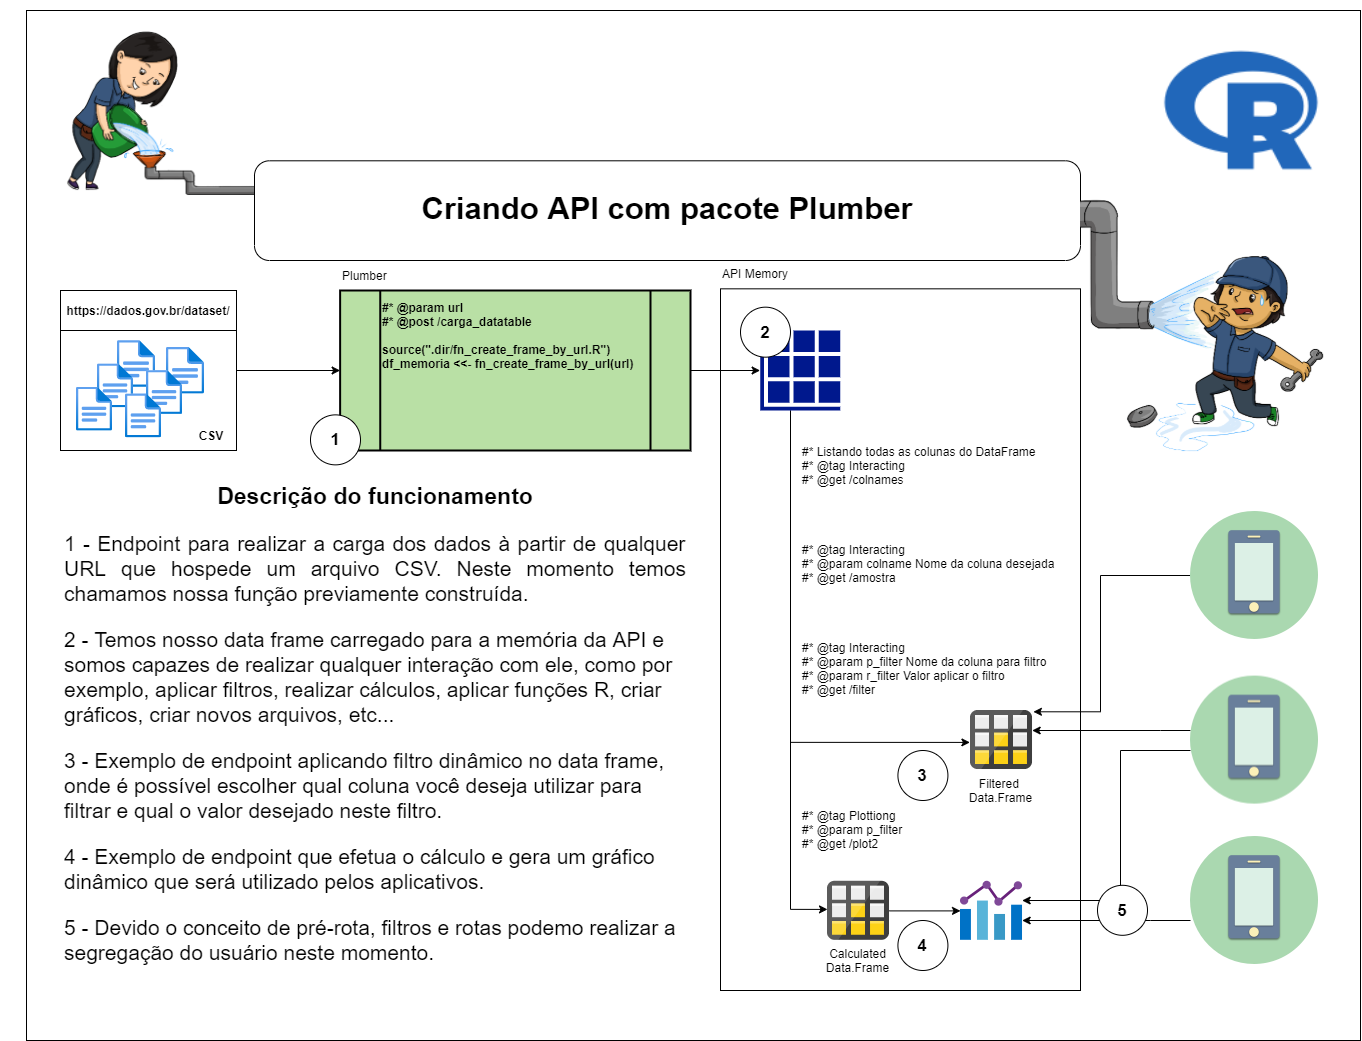 R
Criando API com pacote Plumber
Plumber
API Memory
https://dados.gov.br/dataset/
CSV
#* @param url
#* @post /carga_datatable
source(".dir/fn_create_frame_by_url.R")
df_memoria <<- fn_create_frame_by_url(url)
1
2
#* Listando todas as colunas do DataFrame
#* @tag Interacting
#* @get /colnames
#* @tag Interacting
#* @param colname Nome da coluna desejada
#* @get /amostra
#* @tag Interacting
#* @param p_filter Nome da coluna para filtro
#* @param r_filter Valor aplicar o filtro
#* @get /filter
3
Filtered
Data.Frame
#* @tag Plottiong
#* @param p_filter
#* @get /plot2
Calculated
Data.Frame
4
5
Descrição do funcionamento
1 - Endpoint para realizar a carga dos dados à partir de qualquer
URL que hospede um arquivo CSV. Neste momento temos
chamamos nossa função previamente construída.
2 - Temos nosso data frame carregado para a memória da API e
somos capazes de realizar qualquer interação com ele, como por
exemplo, aplicar filtros, realizar cálculos, aplicar funções R, criar
gráficos, criar novos arquivos, etc...
3 - Exemplo de endpoint aplicando filtro dinâmico no data frame,
onde é possível escolher qual coluna você deseja utilizar para
filtrar e qual o valor desejado neste filtro.
4 - Exemplo de endpoint que efetua o cálculo e gera um gráfico
dinâmico que será utilizado pelos aplicativos.
5 - Devido o conceito de pré-rota, filtros e rotas podemo realizar a
segregação do usuário neste momento.